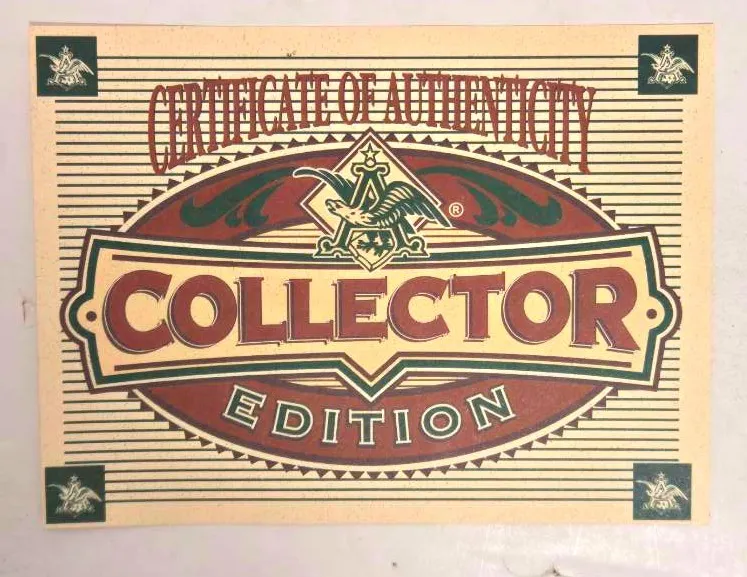 CERTIFICATE OF AUTHENTICITY
A
®
COLLECTOR
EDITION